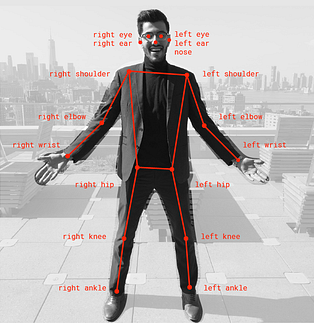 right eye left eye
right ear left ear
nose
right shoulder left shoulder
right elbow left elbow
right wrist left wrist
right hip left hip
right knee left knee
right ankle left ankle